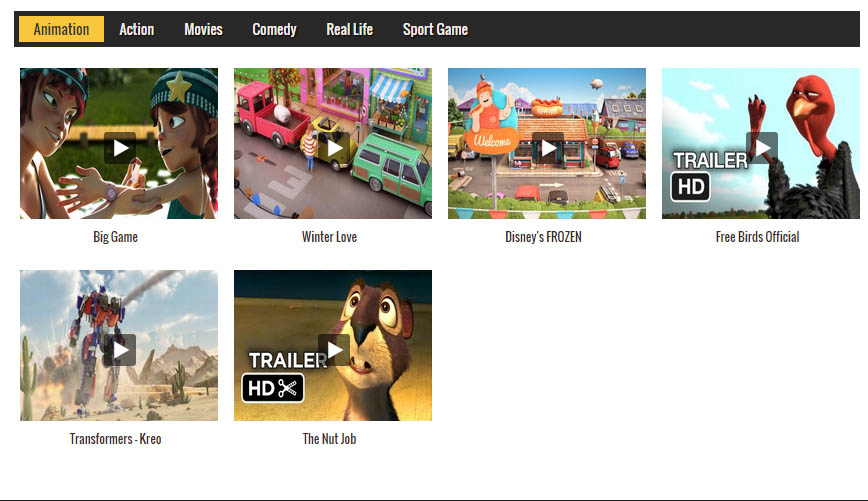 Animation Action Movies Comedy Real Life Sport Game
Welcome
TRAILER
HD
Big Game Winter Love Disney's FROZEN Free Birds Official
TRAILER
HD
Transformers - Kreo The Nut Job